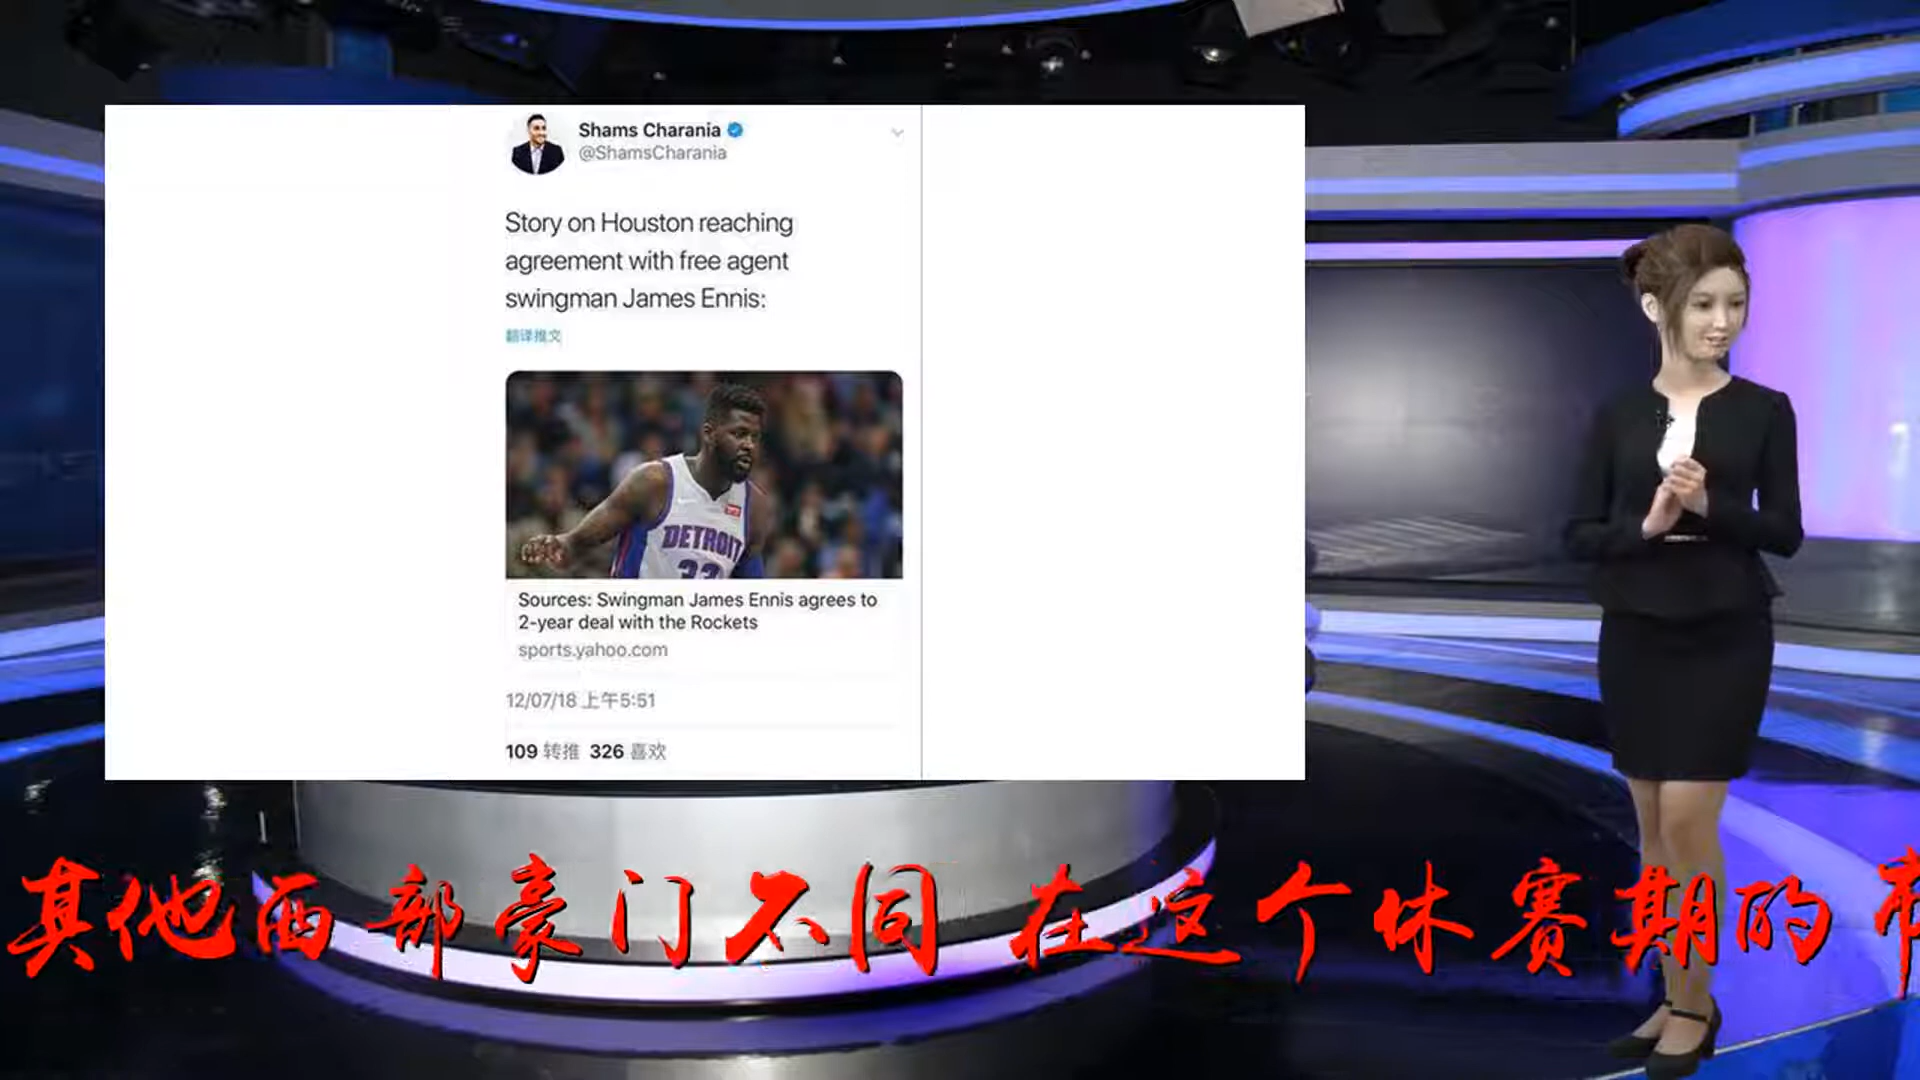 Shams Charania
@ShamsCharania
Story on Houston reaching
agreement with free agent
swingman James Ennis:
翻译推文
DETROIT
Sources: Swingman James Ennis agrees to
2-year deal with the Rockets
sports.yahoo.com
12/07/18 上午5:51
109 转推 326 喜欢
其他西部豪门不同 在这个休赛期的